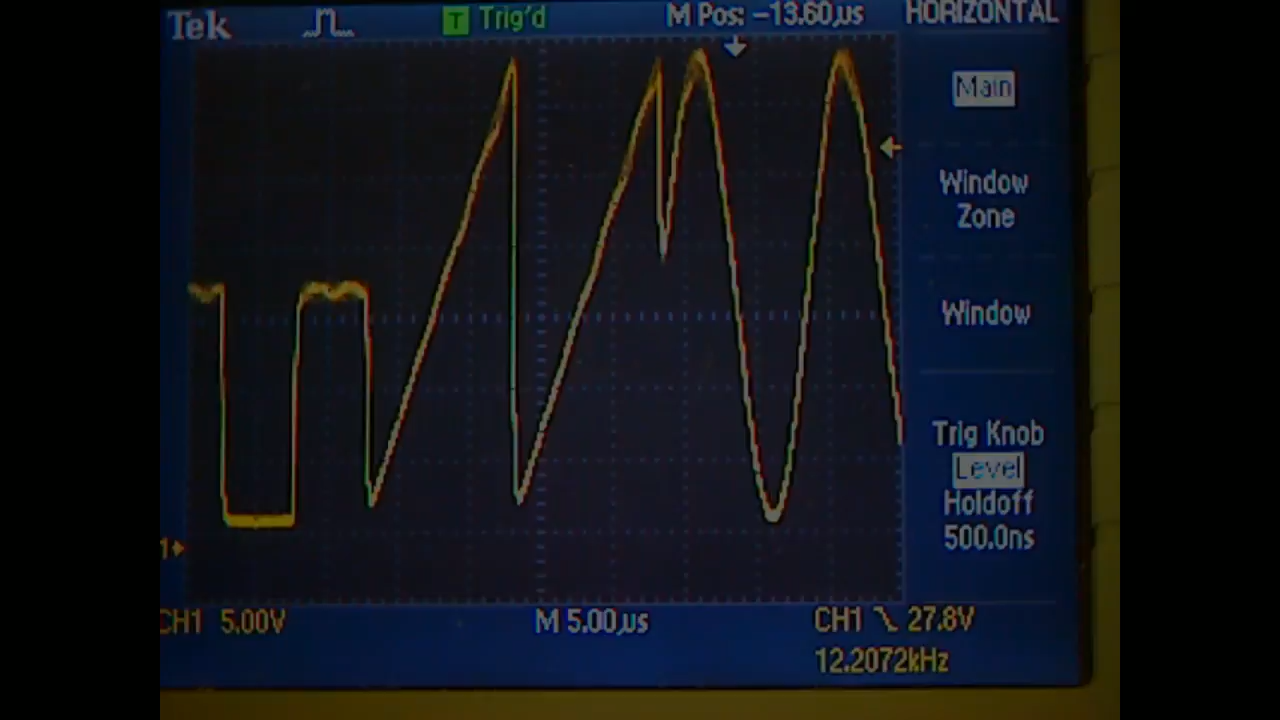 Tek T Trig'd M Pos: -13.60µs HORIZONTAL
Main
Window
Zone
Window
Trig Knob
Level
Holdoff
500.0ns
1
CH1 5.00V M 5.00µs CH1 27.8V
12.2072kHz